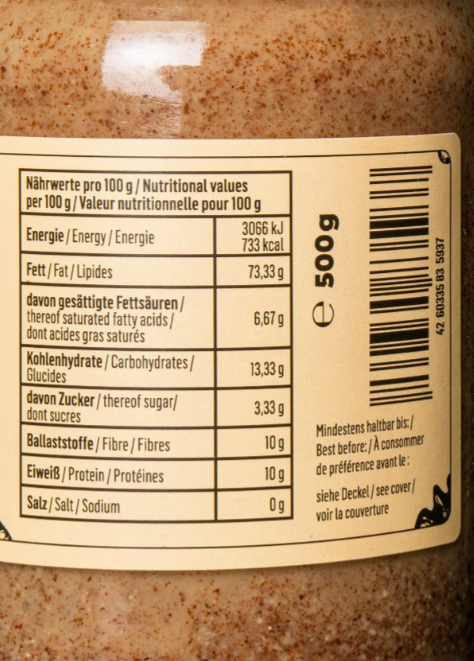 Nährwerte pro 100 g / Nutritional values
per 100 g / Valeur nutritionnelle pour 100 g
Energie / Energy / Energie
3066 kJ
733 kcal
Fett / Fat / Lipides
73,33 g
davon gesättigte Fettsäuren /
thereof saturated fatty acids /
dont acides gras saturés
6,67 g
Kohlenhydrate / Carbohydrates /
Glucides
13,33 g
davon Zucker / thereof sugar/
dont sucres
3,33 g
Ballaststoffe / Fibre / Fibres
10 g
Eiweiß / Protein / Protéines
10 g
Salz / Salt / Sodium
0 g
e 500g
42 60335 83 5937
Mindestens haltbar bis: /
Best before: / À consommer
de préférence avant le :
siehe Deckel / see cover /
voir la couverture